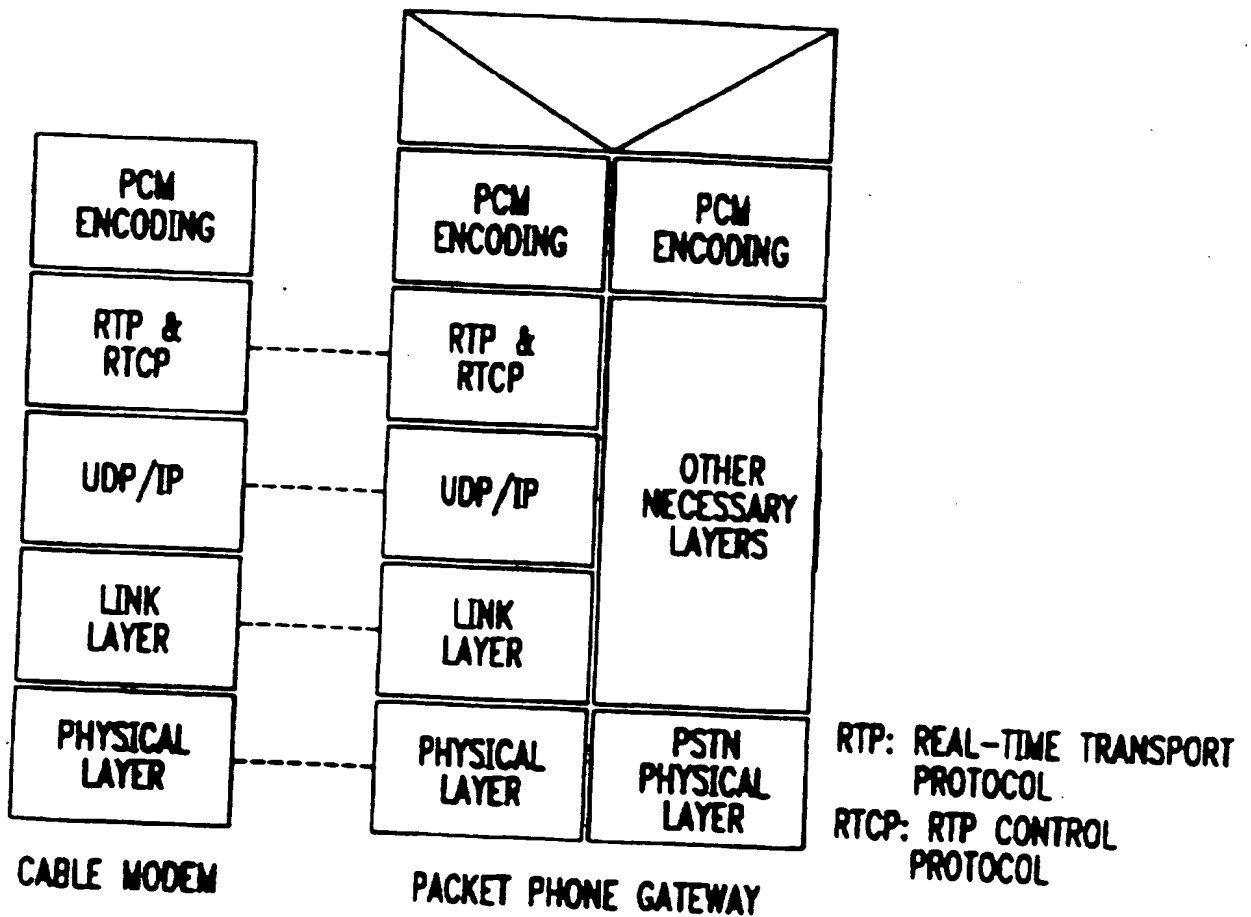 PCM
ENCODING
RTP &
RTCP
UDP/IP
LINK
LAYER
PHYSICAL
LAYER
CABLE MODEM
PCM
ENCODING
RTP &
RTCP
UDP/IP
LINK
LAYER
PHYSICAL
LAYER
PCM
ENCODING
OTHER
NECESSARY
LAYERS
PSTN
PHYSICAL
LAYER
PACKET PHONE GATEWAY
RTP: REAL-TIME TRANSPORT
PROTOCOL
RTCP: RTP CONTROL
PROTOCOL